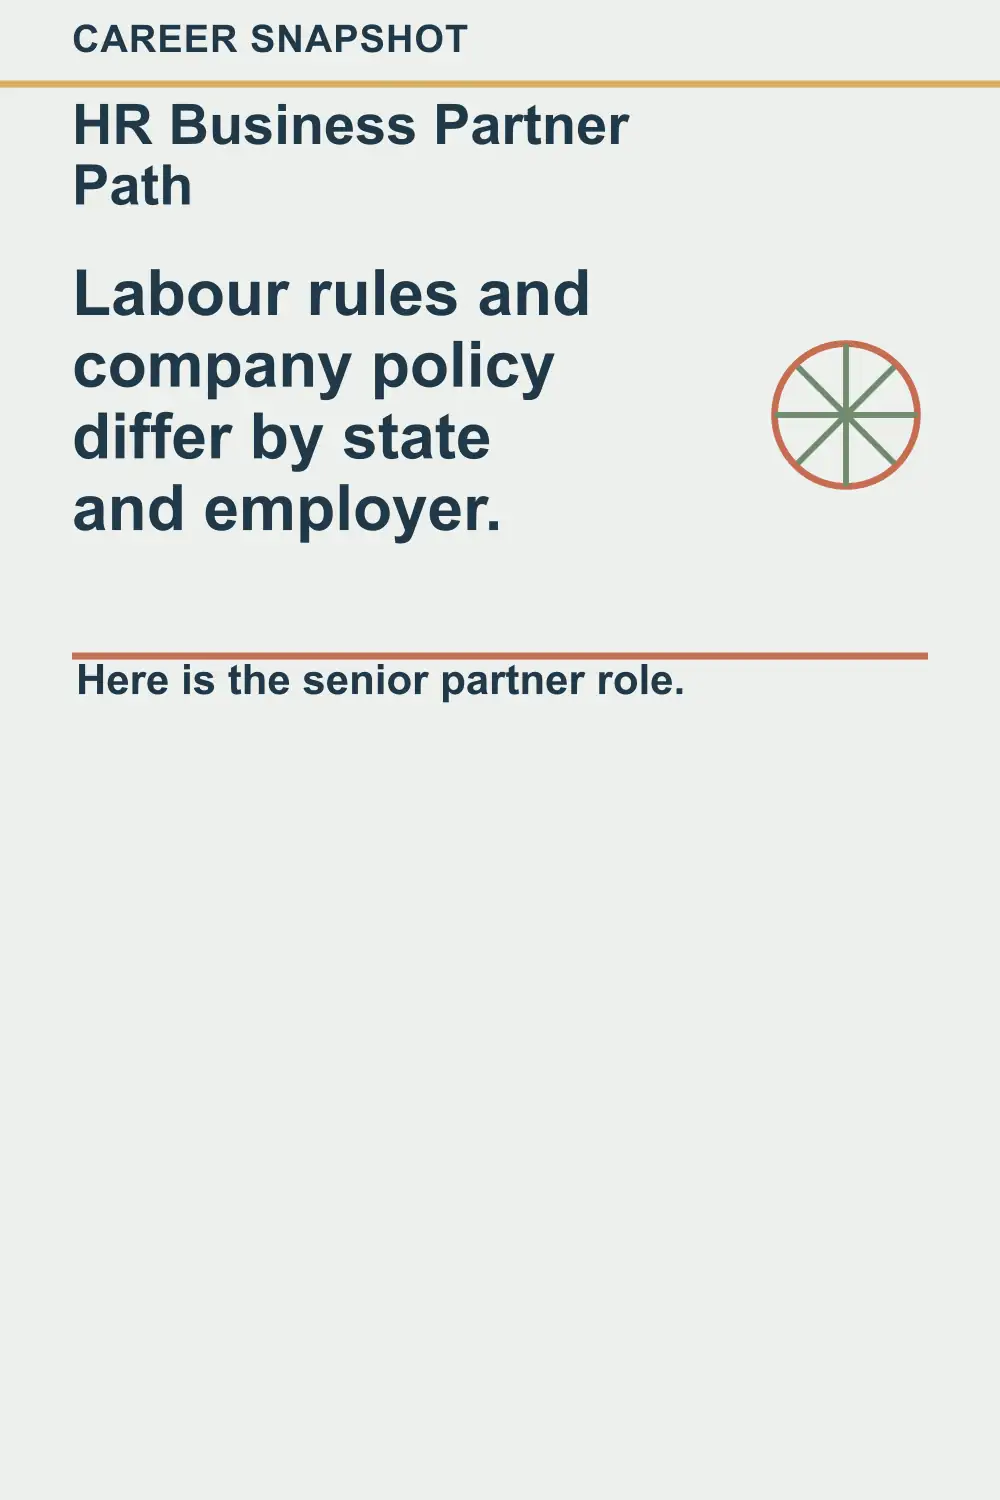 CAREER SNAPSHOT
HR Business Partner
Path
Labour rules and
company policy
differ by state
and employer.
Here is the senior partner role.